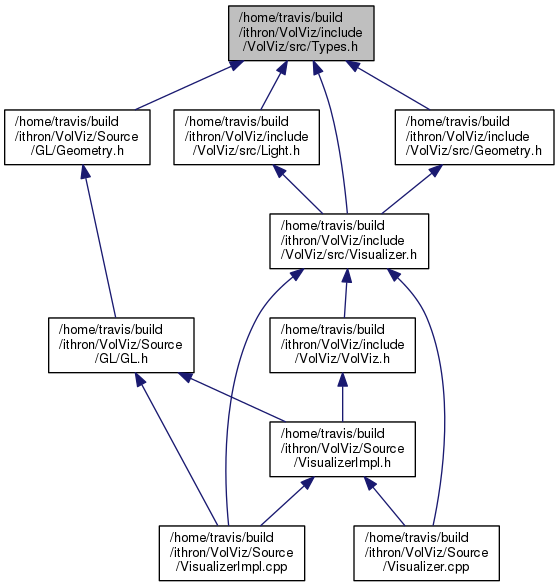 /home/travis/build
/ithron/VolViz/include
/VolViz/src/Types.h
/home/travis/build
/ithron/VolViz/Source
/GL/Geometry.h
/home/travis/build
/ithron/VolViz/include
/VolViz/src/Light.h
/home/travis/build
/ithron/VolViz/include
/VolViz/src/Geometry.h
/home/travis/build
/ithron/VolViz/include
/VolViz/src/Visualizer.h
/home/travis/build
/ithron/VolViz/Source
/GL/GL.h
/home/travis/build
/ithron/VolViz/include
/VolViz/VolViz.h
/home/travis/build
/ithron/VolViz/Source
/VisualizerImpl.h
/home/travis/build
/ithron/VolViz/Source
/VisualizerImpl.cpp
/home/travis/build
/ithron/VolViz/Source
/Visualizer.cpp